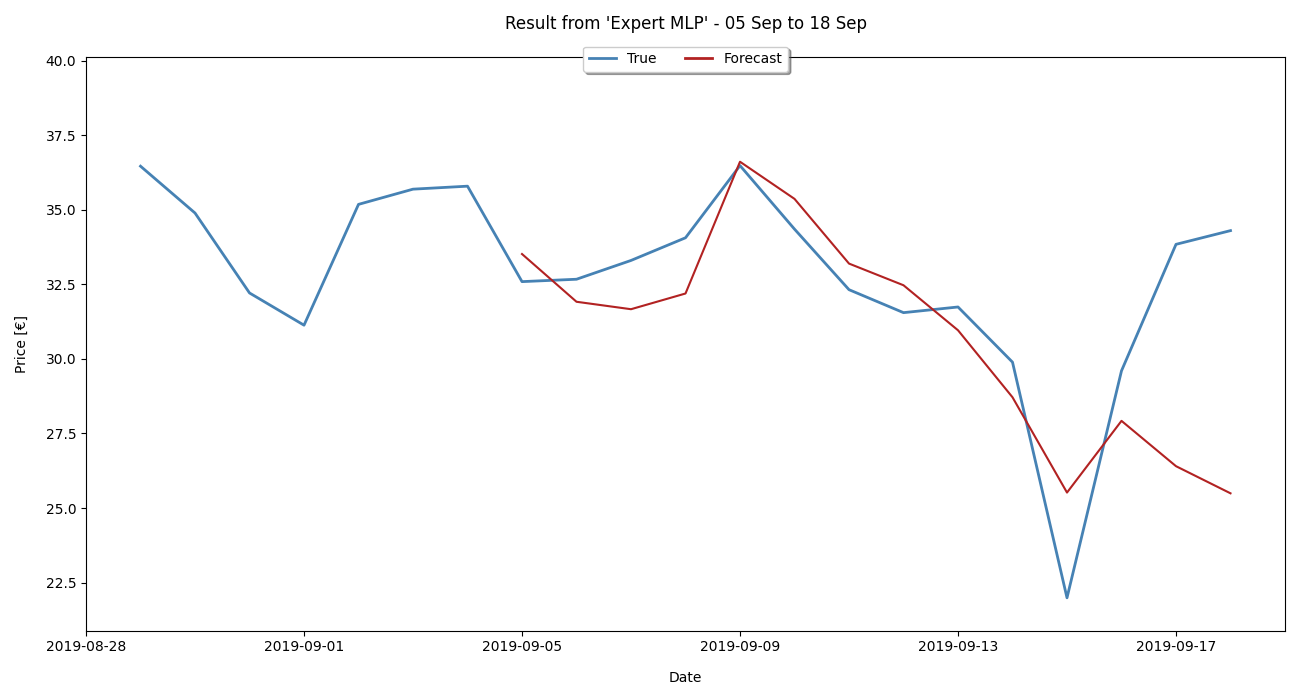 Result from 'Expert MLP' - 05 Sep to 18 Sep
True Forecast
40.0
37.5
35.0
32.5
30.0
27.5
25.0
22.5
Price [€]
2019-08-28 2019-09-01 2019-09-05 2019-09-09 2019-09-13 2019-09-17
Date